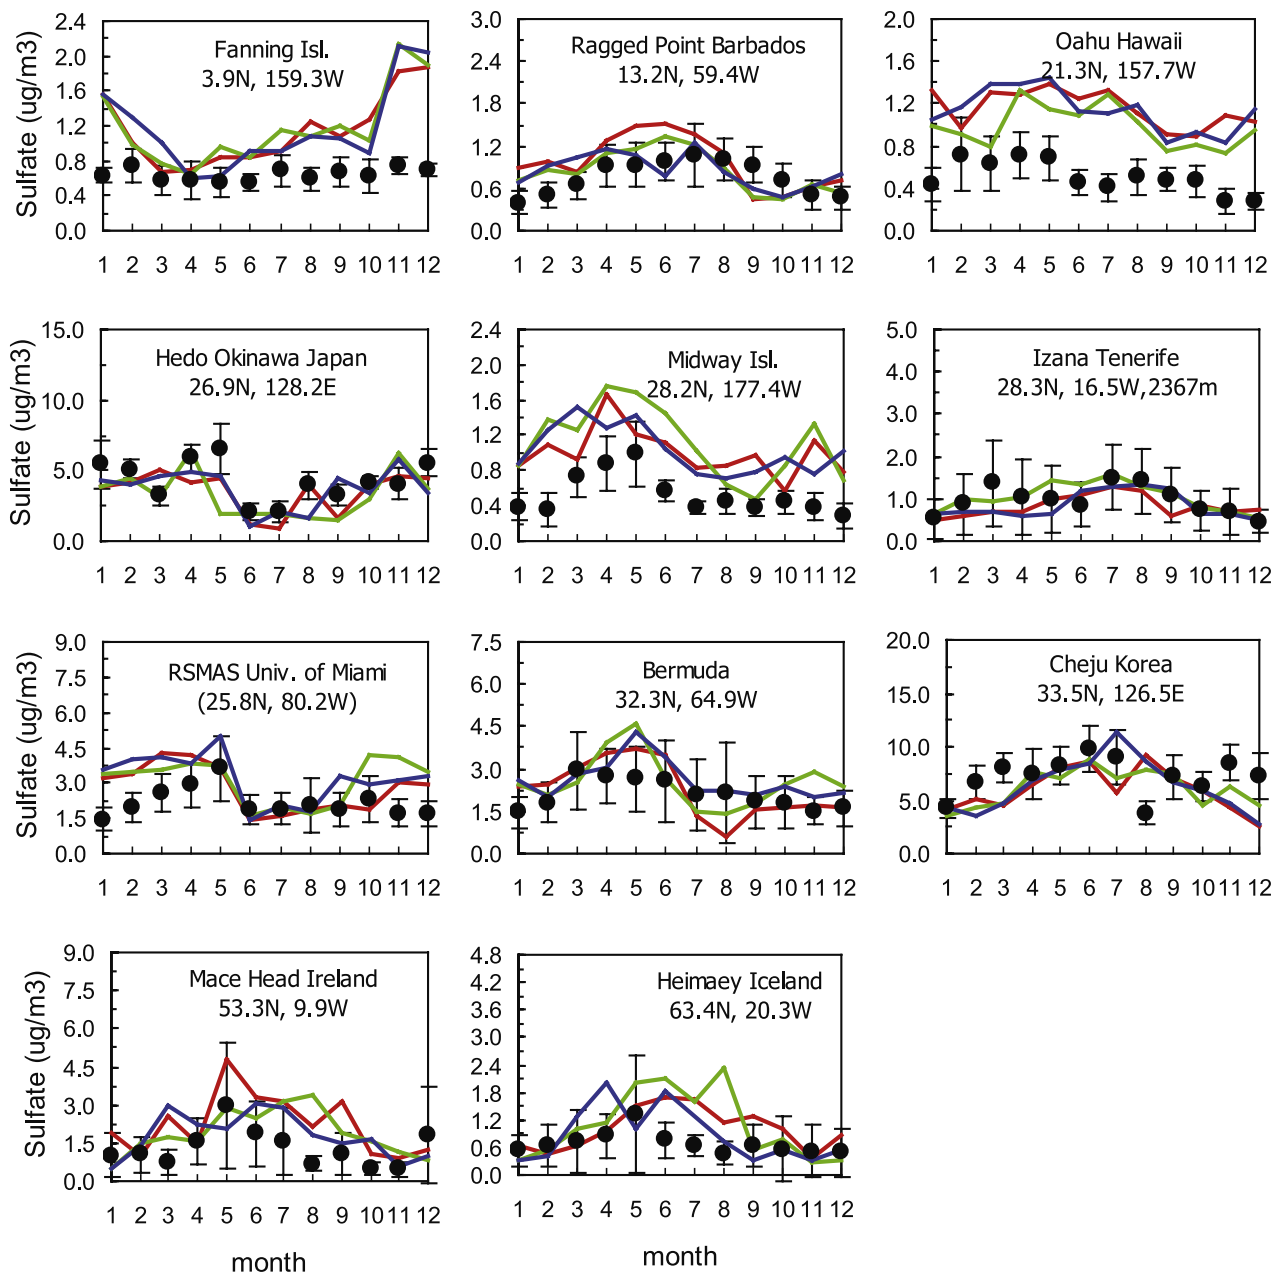 Sulfate (ug/m3)
2.4
2.0
1.6
1.2
0.8
0.4
0.0
Fanning Isl.
3.9N, 159.3W
1 2 3 4 5 6 7 8 9 10 11 12
3.0
2.4
1.8
1.2
0.6
0.0
Ragged Point Barbados
13.2N, 59.4W
1 2 3 4 5 6 7 8 9 10 11 12
2.0
1.6
1.2
0.8
0.4
0.0
Oahu Hawaii
21.3N, 157.7W
1 2 3 4 5 6 7 8 9 10 11 12
Sulfate (ug/m3)
15.0
10.0
5.0
0.0
Hedo Okinawa Japan
26.9N, 128.2E
1 2 3 4 5 6 7 8 9 10 11 12
2.4
2.0
1.6
1.2
0.8
0.4
0.0
Midway Isl.
28.2N, 177.4W
1 2 3 4 5 6 7 8 9 10 11 12
5.0
4.0
3.0
2.0
1.0
0.0
Izana Tenerife
28.3N, 16.5W,2367m
1 2 3 4 5 6 7 8 9 10 11 12
Sulfate (ug/m3)
9.0
7.5
6.0
4.5
3.0
1.5
0.0
RSMAS Univ. of Miami
(25.8N, 80.2W)
1 2 3 4 5 6 7 8 9 10 11 12
7.5
6.0
4.5
3.0
1.5
0.0
Bermuda
32.3N, 64.9W
1 2 3 4 5 6 7 8 9 10 11 12
20.0
15.0
10.0
5.0
0.0
Cheju Korea
33.5N, 126.5E
1 2 3 4 5 6 7 8 9 10 11 12
Sulfate (ug/m3)
9.0
7.5
6.0
4.5
3.0
1.5
0.0
Mace Head Ireland
53.3N, 9.9W
1 2 3 4 5 6 7 8 9 10 11 12
month
4.8
4.2
3.6
3.0
2.4
1.8
1.2
0.6
0.0
Heimaey Iceland
63.4N, 20.3W
1 2 3 4 5 6 7 8 9 10 11 12
month